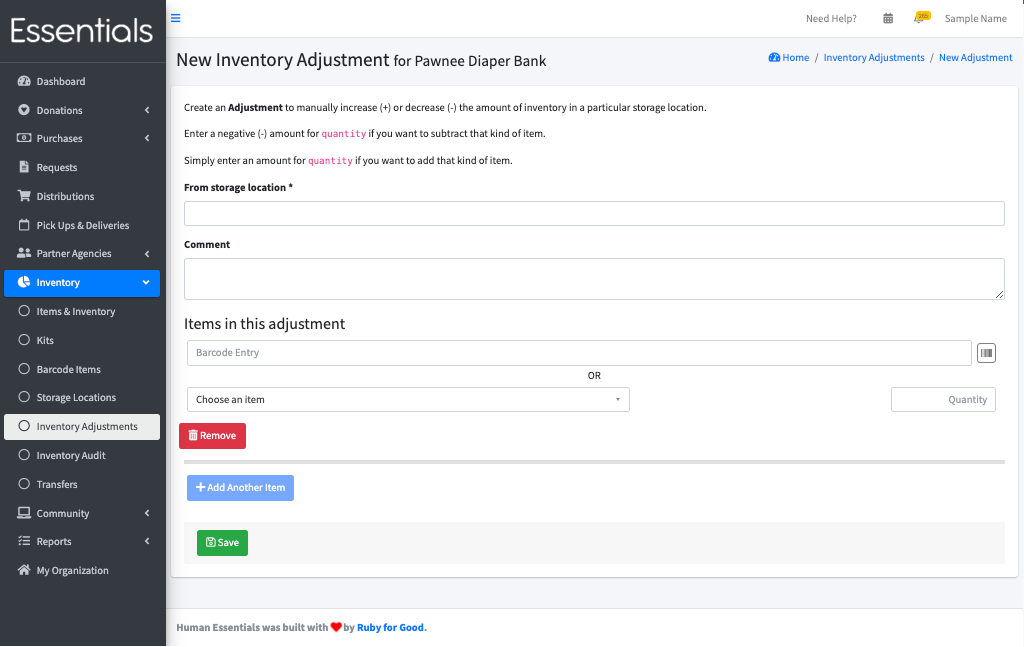 Essentials
Need Help?
265
Sample Name
New Inventory Adjustment for Pawnee Diaper Bank
Home / Inventory Adjustments / New Adjustment
Dashboard
Donations
Purchases
Requests
Distributions
Pick Ups & Deliveries
Partner Agencies
Inventory
Items & Inventory
Kits
Barcode Items
Storage Locations
Inventory Adjustments
Inventory Audit
Transfers
Community
Reports
My Organization
Create an Adjustment to manually increase (+) or decrease (-) the amount of inventory in a particular storage location.
Enter a negative (-) amount for quantity if you want to subtract that kind of item.
Simply enter an amount for quantity if you want to add that kind of item.
From storage location *
Comment
Items in this adjustment
Barcode Entry
OR
Choose an item
Quantity
Remove
Add Another Item
Save
Human Essentials was built with ❤ by Ruby for Good.